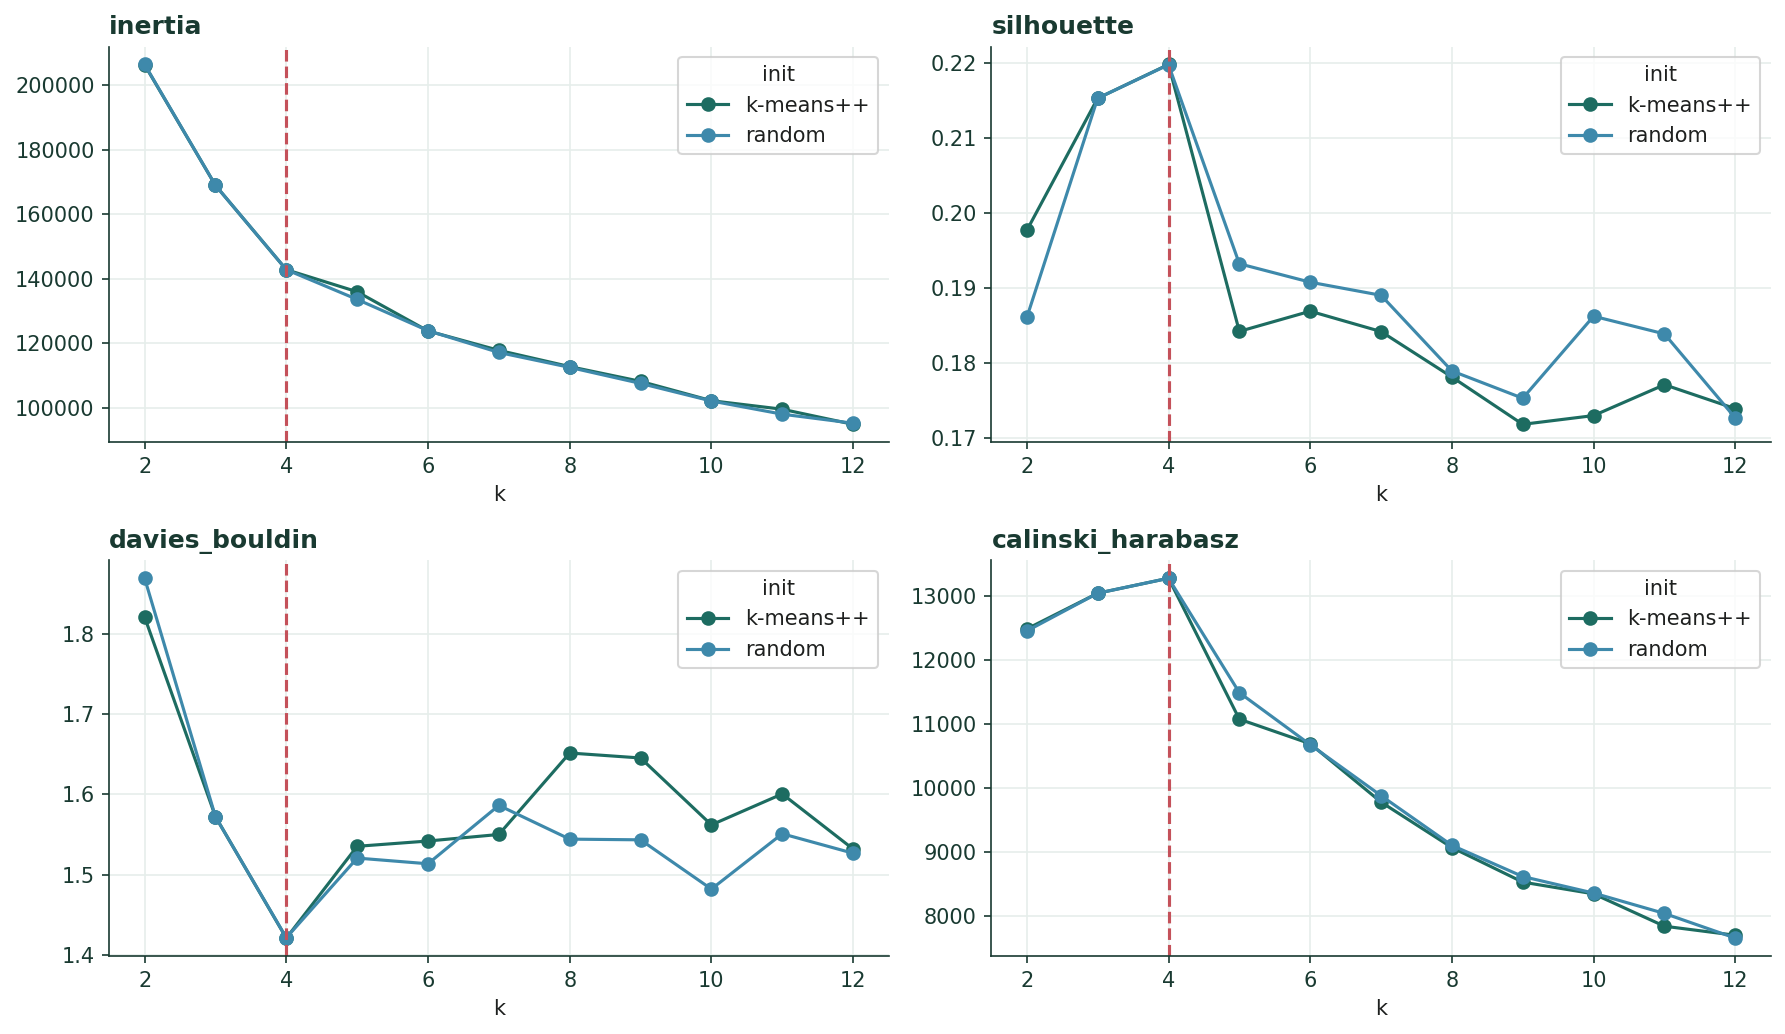 inertia
200000
180000
160000
140000
120000
100000
2 4 6 8 10 12
k
init
k-means++
random
silhouette
0.22
0.21
0.20
0.19
0.18
0.17
2 4 6 8 10 12
k
init
k-means++
random
davies_bouldin
1.8
1.7
1.6
1.5
1.4
2 4 6 8 10 12
k
init
k-means++
random
calinski_harabasz
13000
12000
11000
10000
9000
8000
2 4 6 8 10 12
k
init
k-means++
random